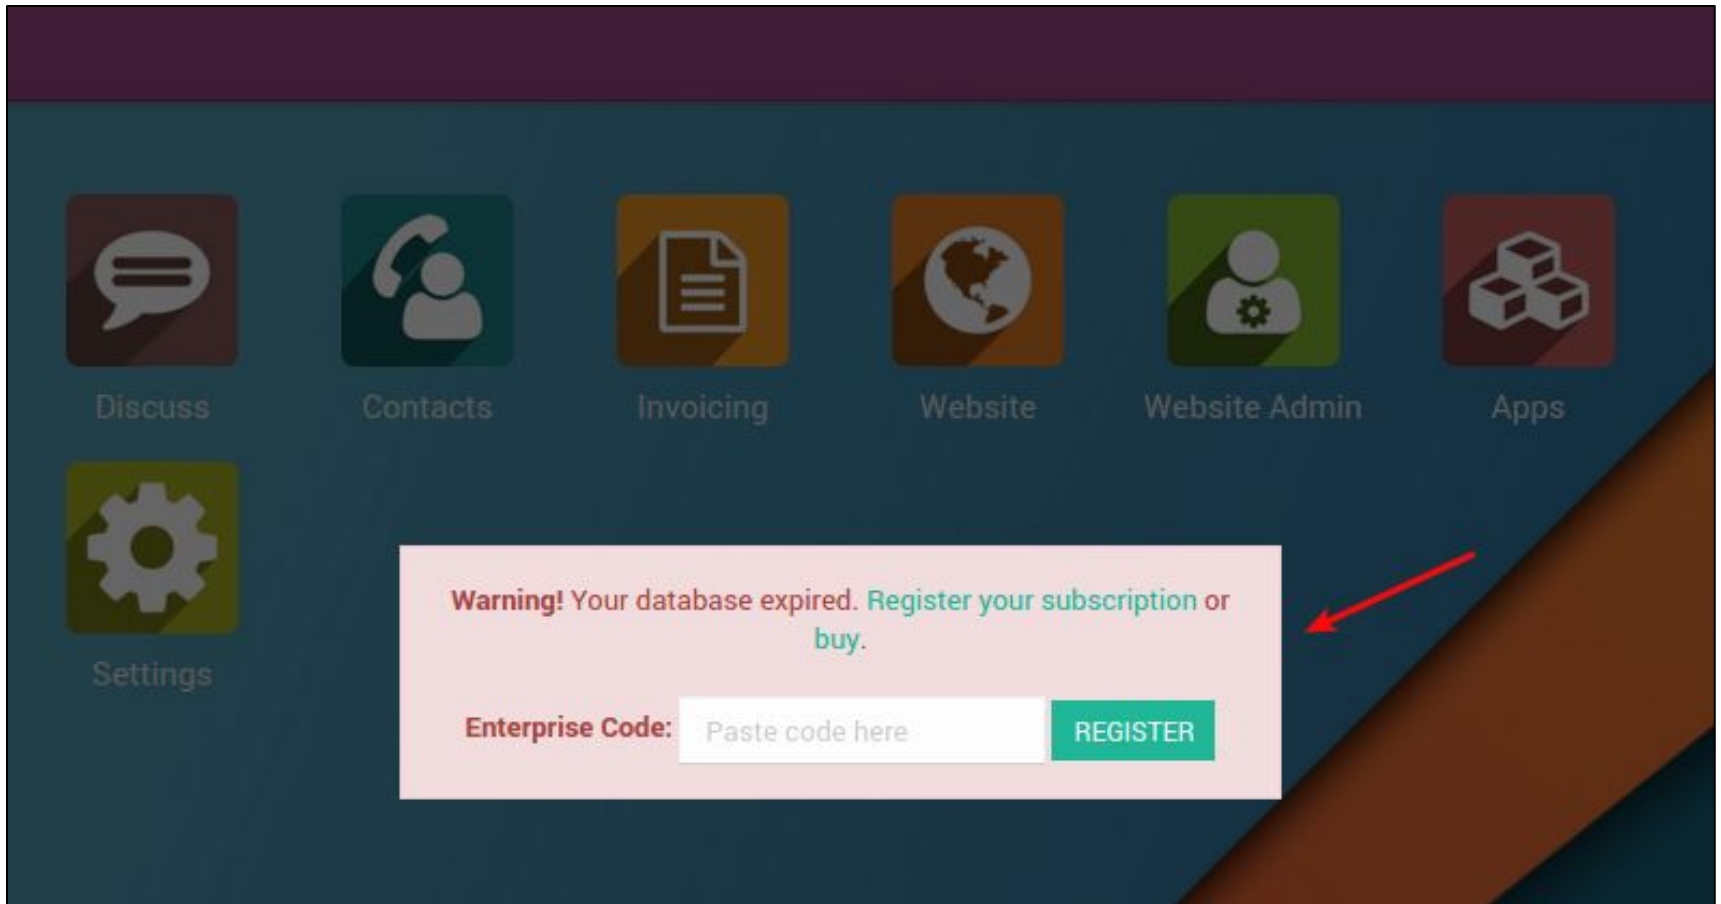 Discuss
Contacts
Invoicing
Website
Website Admin
Apps
Settings
Warning! Your database expired. Register your subscription or
buy.
Enterprise Code: Paste code here REGISTER